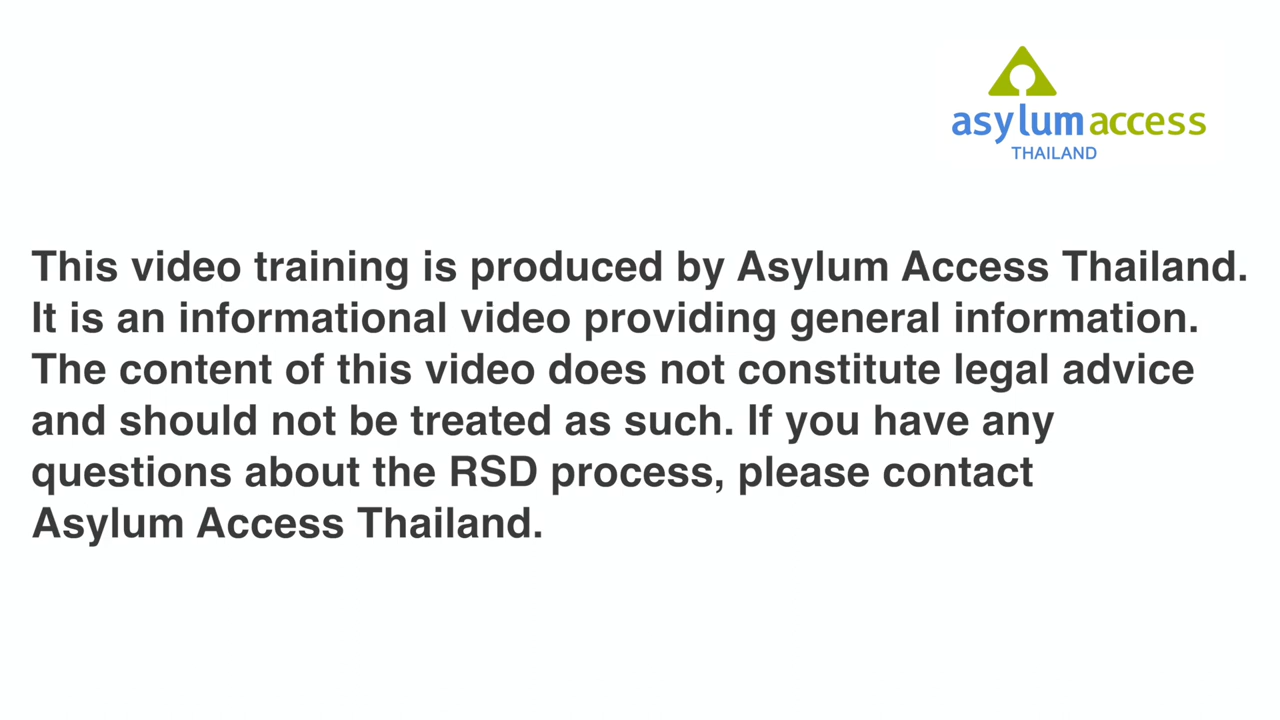 asylumaccess
THAILAND
This video training is produced by Asylum Access Thailand.
It is an informational video providing general information.
The content of this video does not constitute legal advice
and should not be treated as such. If you have any
questions about the RSD process, please contact
Asylum Access Thailand.